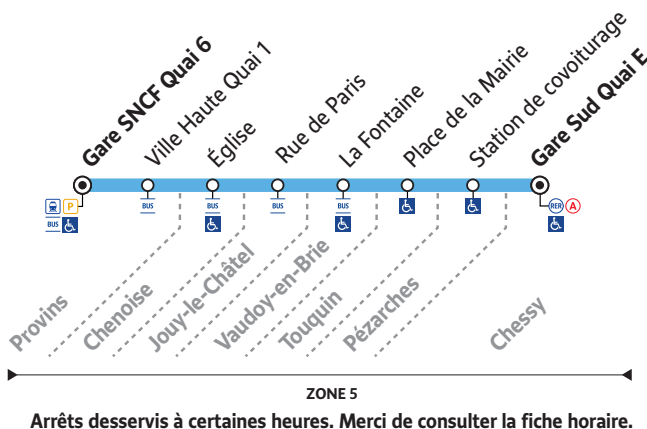 Gare SNCF Quai 6
Ville Haute Quai 1
Église
Rue de Paris
La Fontaine
Place de la Mairie
Station de covoiturage
Gare Sud Quai E
P
BUS
BUS
BUS
BUS
BUS
RER A
Provins
Chenoise
Jouy-le-Châtel
Vaudoy-en-Brie
Touquin
Pézarches
Chessy
ZONE 5
Arrêts desservis à certaines heures. Merci de consulter la fiche horaire.